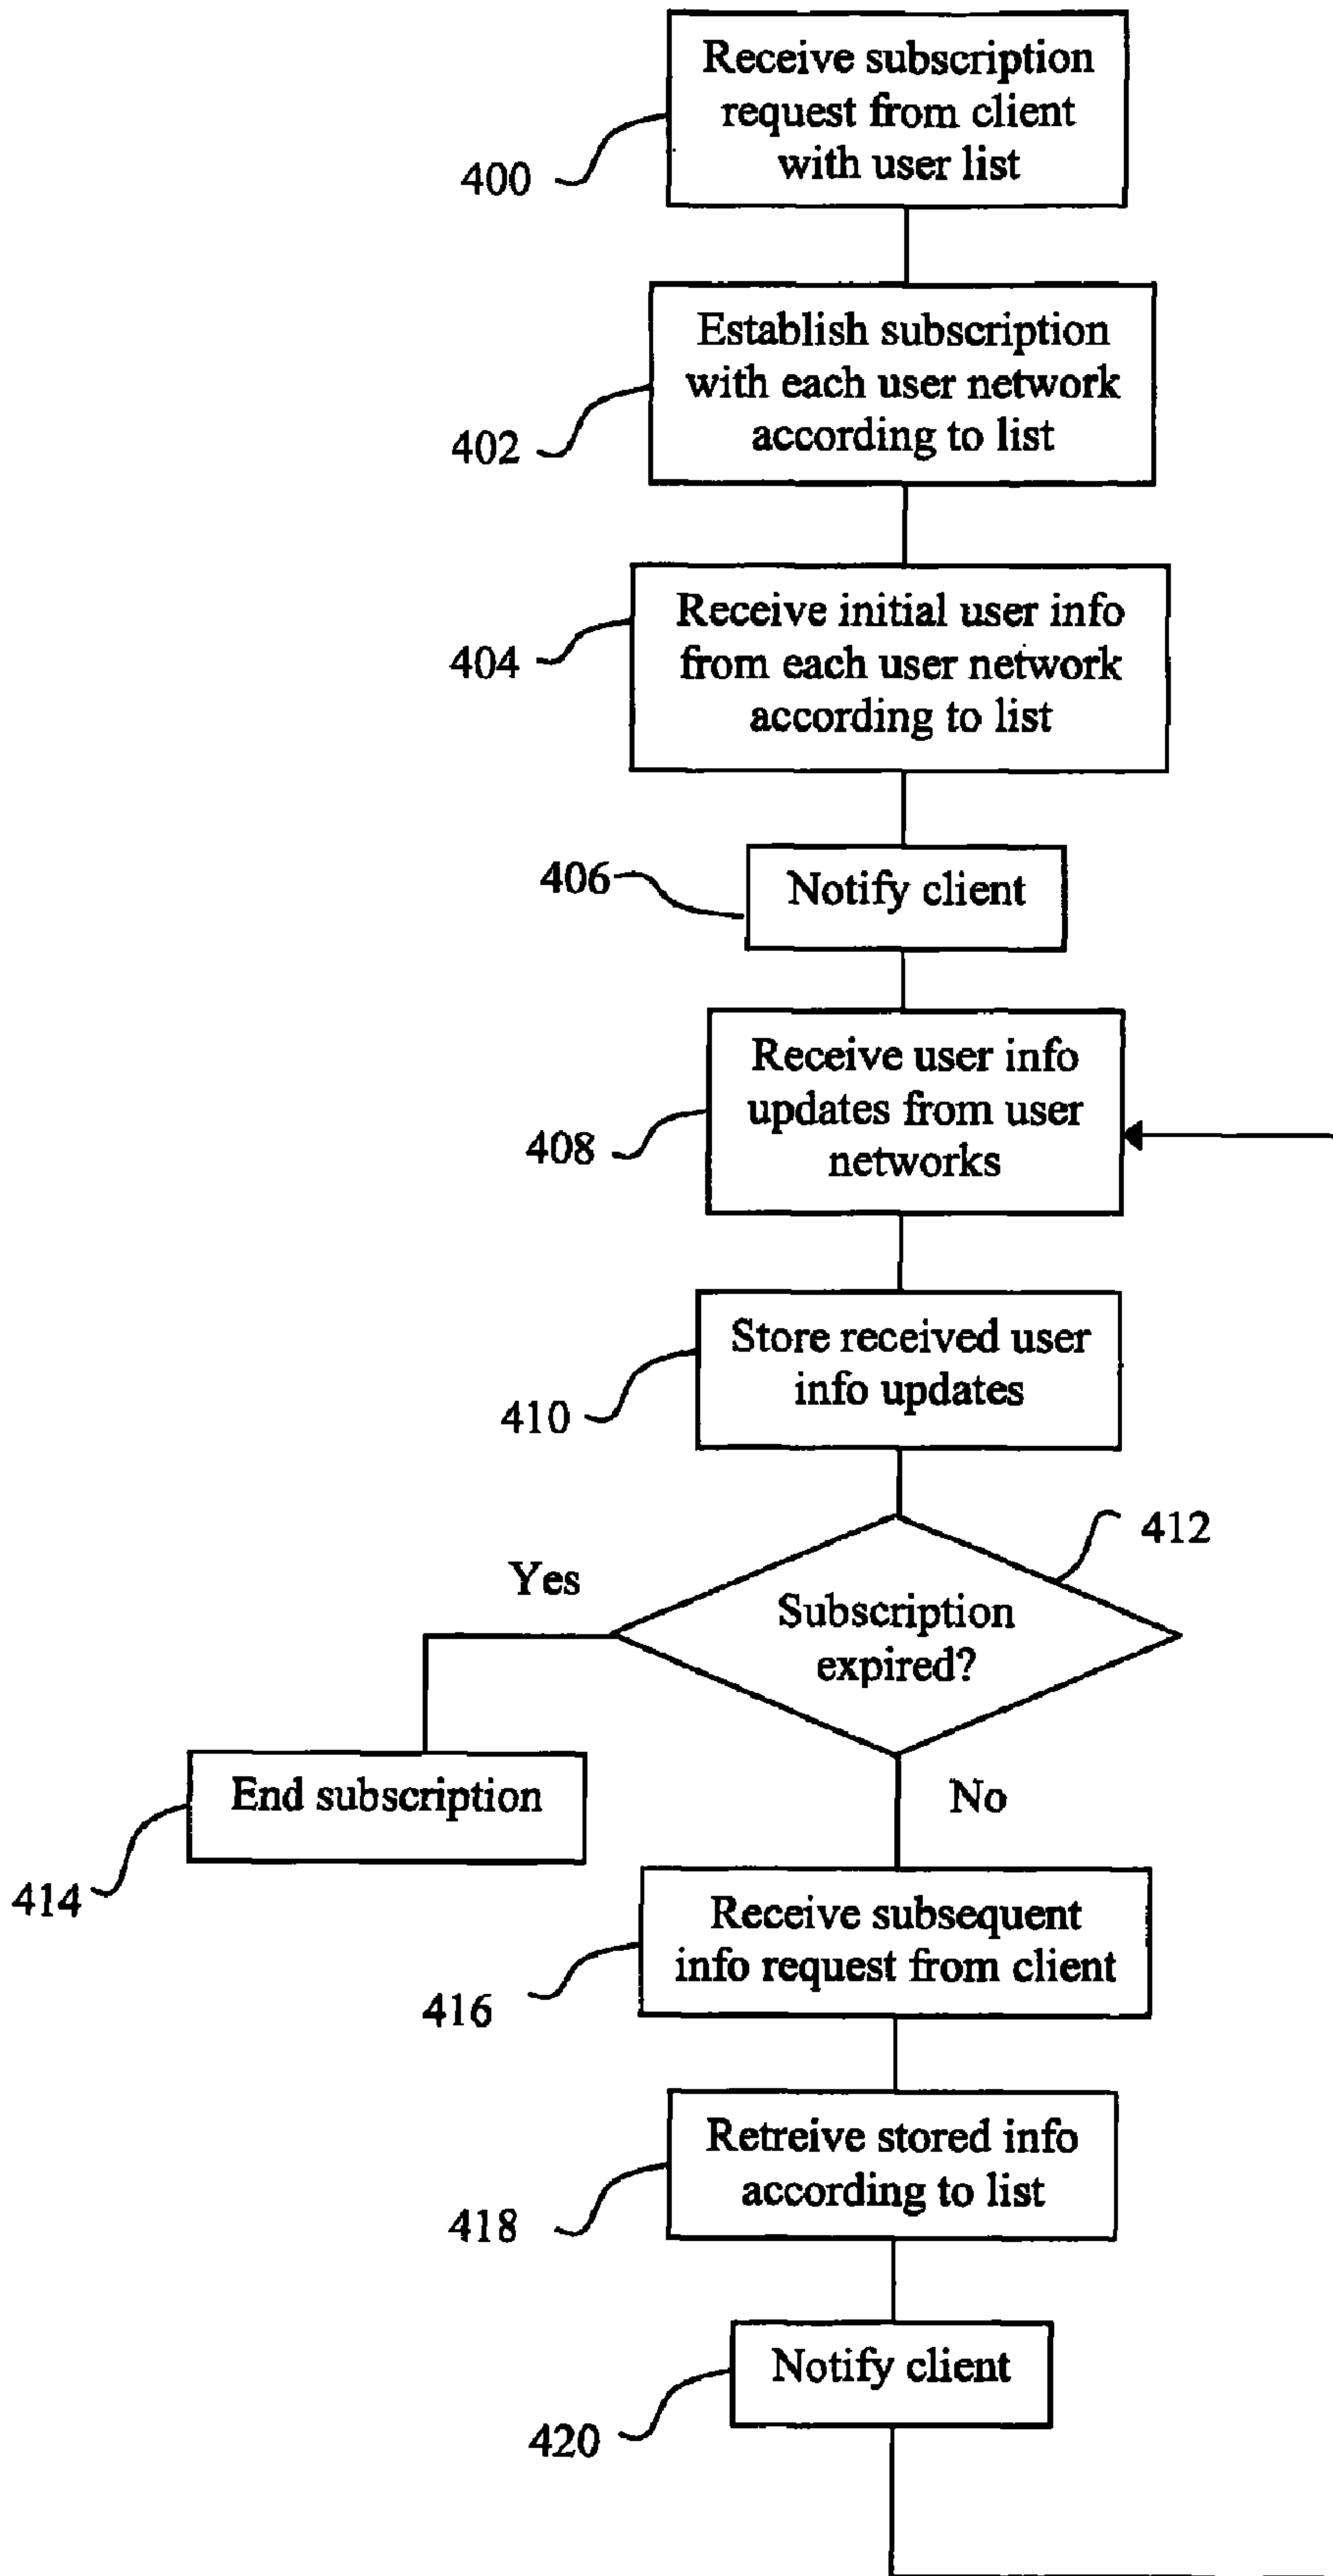 Receive subscription
request from client
with user list
400
Establish subscription
with each user network
according to list
402
Receive initial user info
from each user network
according to list
404
406
Notify client
Receive user info
updates from user
networks
408
Store received user
info updates
410
412
Yes
Subscription
expired?
End subscription
No
414
Receive subsequent
info request from client
416
Retreive stored info
according to list
418
Notify client
420